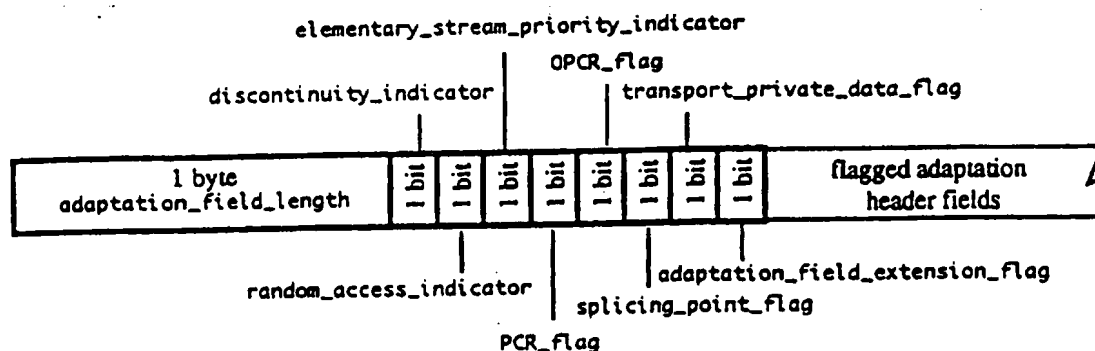 elementary_stream_priority_indicator
OPCR_flag
discontinuity_indicator
transport_private_data_flag
1 byte
adaptation_field_length
1 bit
1 bit
1 bit
1 bit
1 bit
1 bit
1 bit
1 bit
flagged adaptation
header fields
random_access_indicator
adaptation_field_extension_flag
splicing_point_flag
PCR_flag